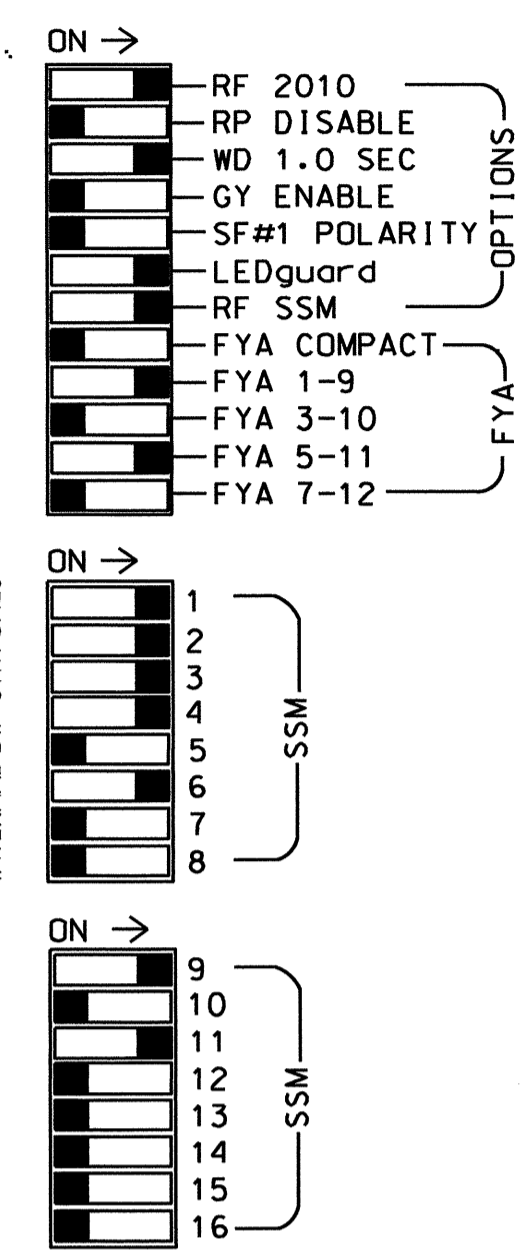 ON →
RF 2010
RP DISABLE
WD 1.0 SEC
GY ENABLE
SF#1 POLARITY
LEDguard
RF SSM
OPTIONS
FYA COMPACT
FYA 1-9
FYA 3-10
FYA 5-11
FYA 7-12
FYA
ON →
1
2
3
4
5
6
7
8
SSM
ON →
9
10
11
12
13
14
15
16
SSM